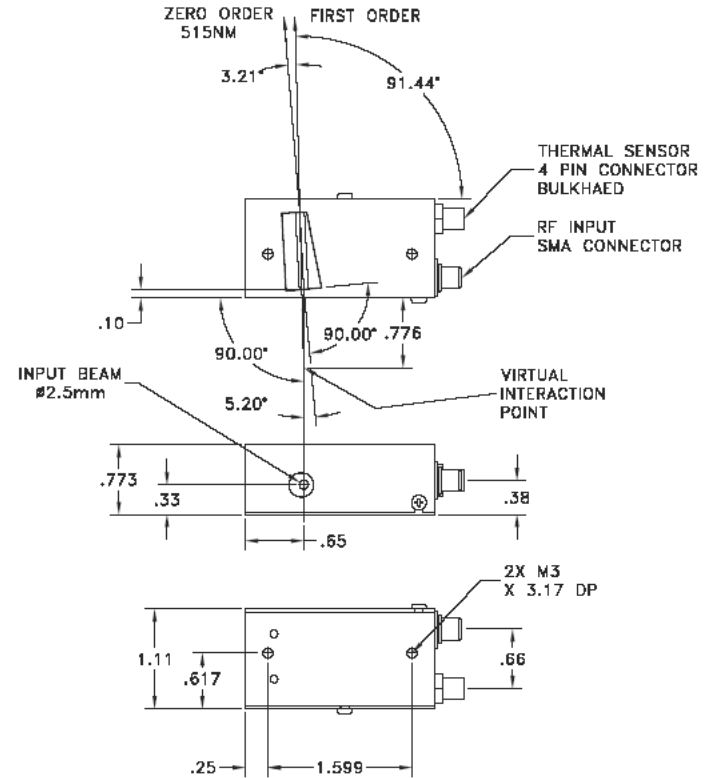 ZERO ORDER
515NM
FIRST ORDER
3.21°
91.44°
THERMAL SENSOR
4 PIN CONNECTOR
BULKHAED
RF INPUT
SMA CONNECTOR
.10
90.00°
90.00°
.776
INPUT BEAM
ø2.5mm
5.20°
VIRTUAL
INTERACTION
POINT
.773
.33
.38
.65
2X M3
X 3.17 DP
1.11
.617
.66
.25
1.599